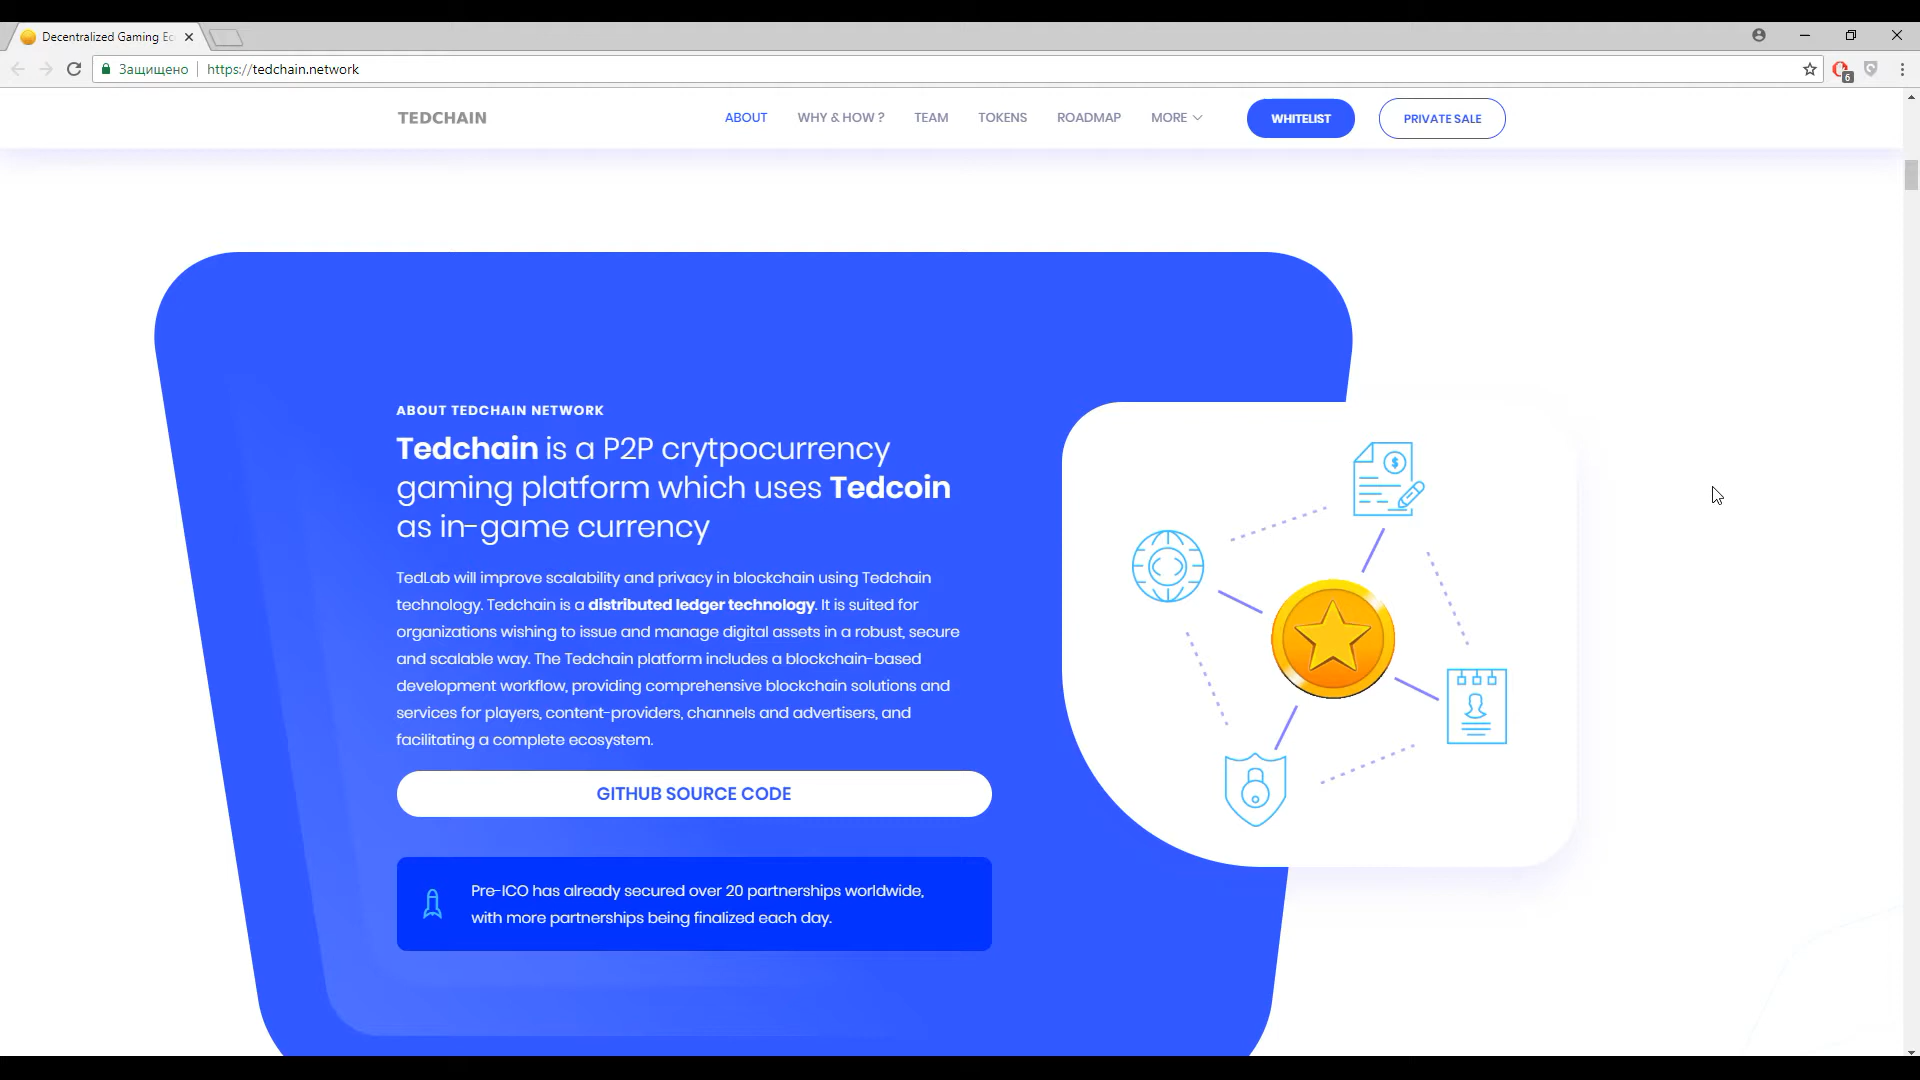 Decentralized Gaming Ec
Защищено
https://tedchain.network
6
TEDCHAIN
ABOUT
WHY & HOW ?
TEAM
TOKENS
ROADMAP
MORE
WHITELIST
PRIVATE SALE
ABOUT TEDCHAIN NETWORK
Tedchain is a P2P crytpocurrency
gaming platform which uses Tedcoin
as in-game currency
TedLab will improve scalability and privacy in blockchain using Tedchain
technology. Tedchain is a distributed ledger technology. It is suited for
organizations wishing to issue and manage digital assets in a robust, secure
and scalable way. The Tedchain platform includes a blockchain-based
development workflow, providing comprehensive blockchain solutions and
services for players, content-providers, channels and advertisers, and
facilitating a complete ecosystem.
GITHUB SOURCE CODE
Pre-ICO has already secured over 20 partnerships worldwide,
with more partnerships being finalized each day.
$